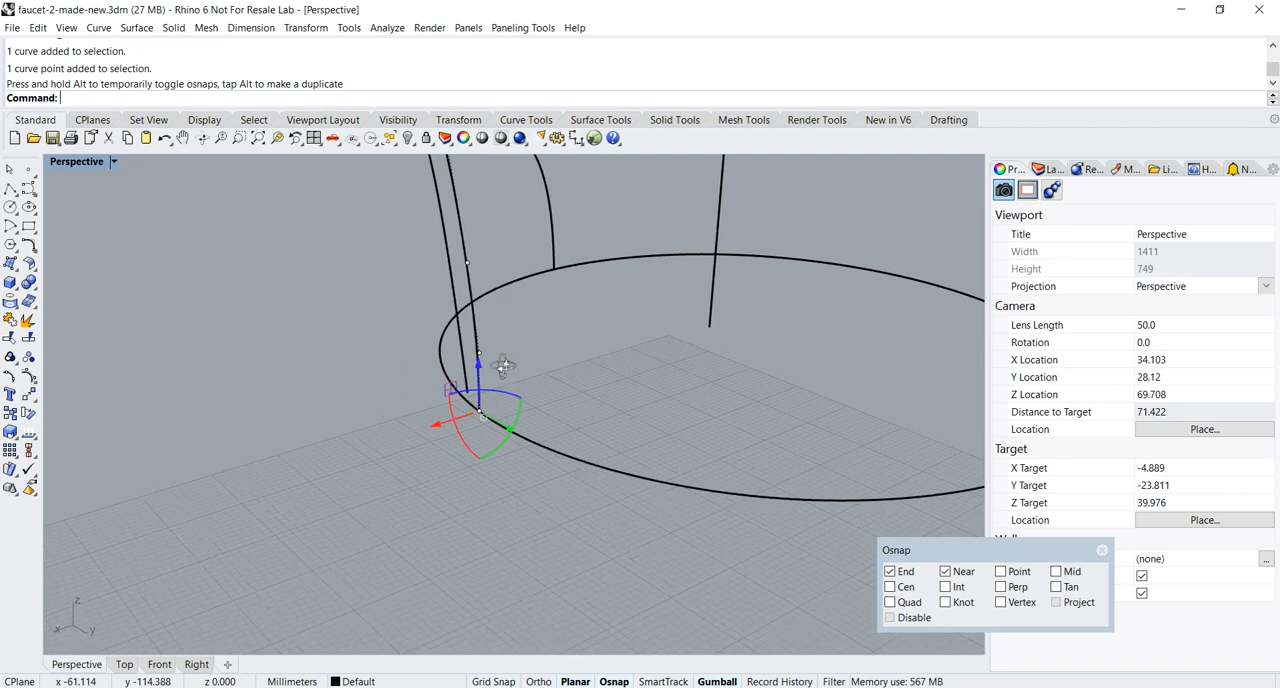 faucet-2-made-new.3dm (27 MB) - Rhino 6 Not For Resale Lab - [Perspective]
File Edit View Curve Surface Solid Mesh Dimension Transform Tools Analyze Render Panels Paneling Tools Help
1 curve added to selection.
1 curve point added to selection.
Press and hold Alt to temporarily toggle osnaps, tap Alt to make a duplicate
Command:
Standard CPlanes Set View Display Select Viewport Layout Visibility Transform Curve Tools Surface Tools Solid Tools Mesh Tools Render Tools New in V6 Drafting
Perspective
Pr... La... Re... M... Li... H... N...
Viewport
Title Perspective
Width 1411
Height 749
Projection Perspective
Camera
Lens Length 50.0
Rotation 0.0
X Location 34.103
Y Location 28.12
Z Location 69.708
Distance to Target 71.422
Location Place...
Target
X Target -4.889
Y Target -23.811
Z Target 39.976
Location Place...
(none) ...
Osnap
End Near Point Mid
Cen Int Perp Tan
Quad Knot Vertex Project
Disable
z
x y
Perspective Top Front Right
CPlane x -61.114 y -114.388 z 0.000 Millimeters Default Grid Snap Ortho Planar Osnap SmartTrack Gumball Record History Filter Memory use: 567 MB